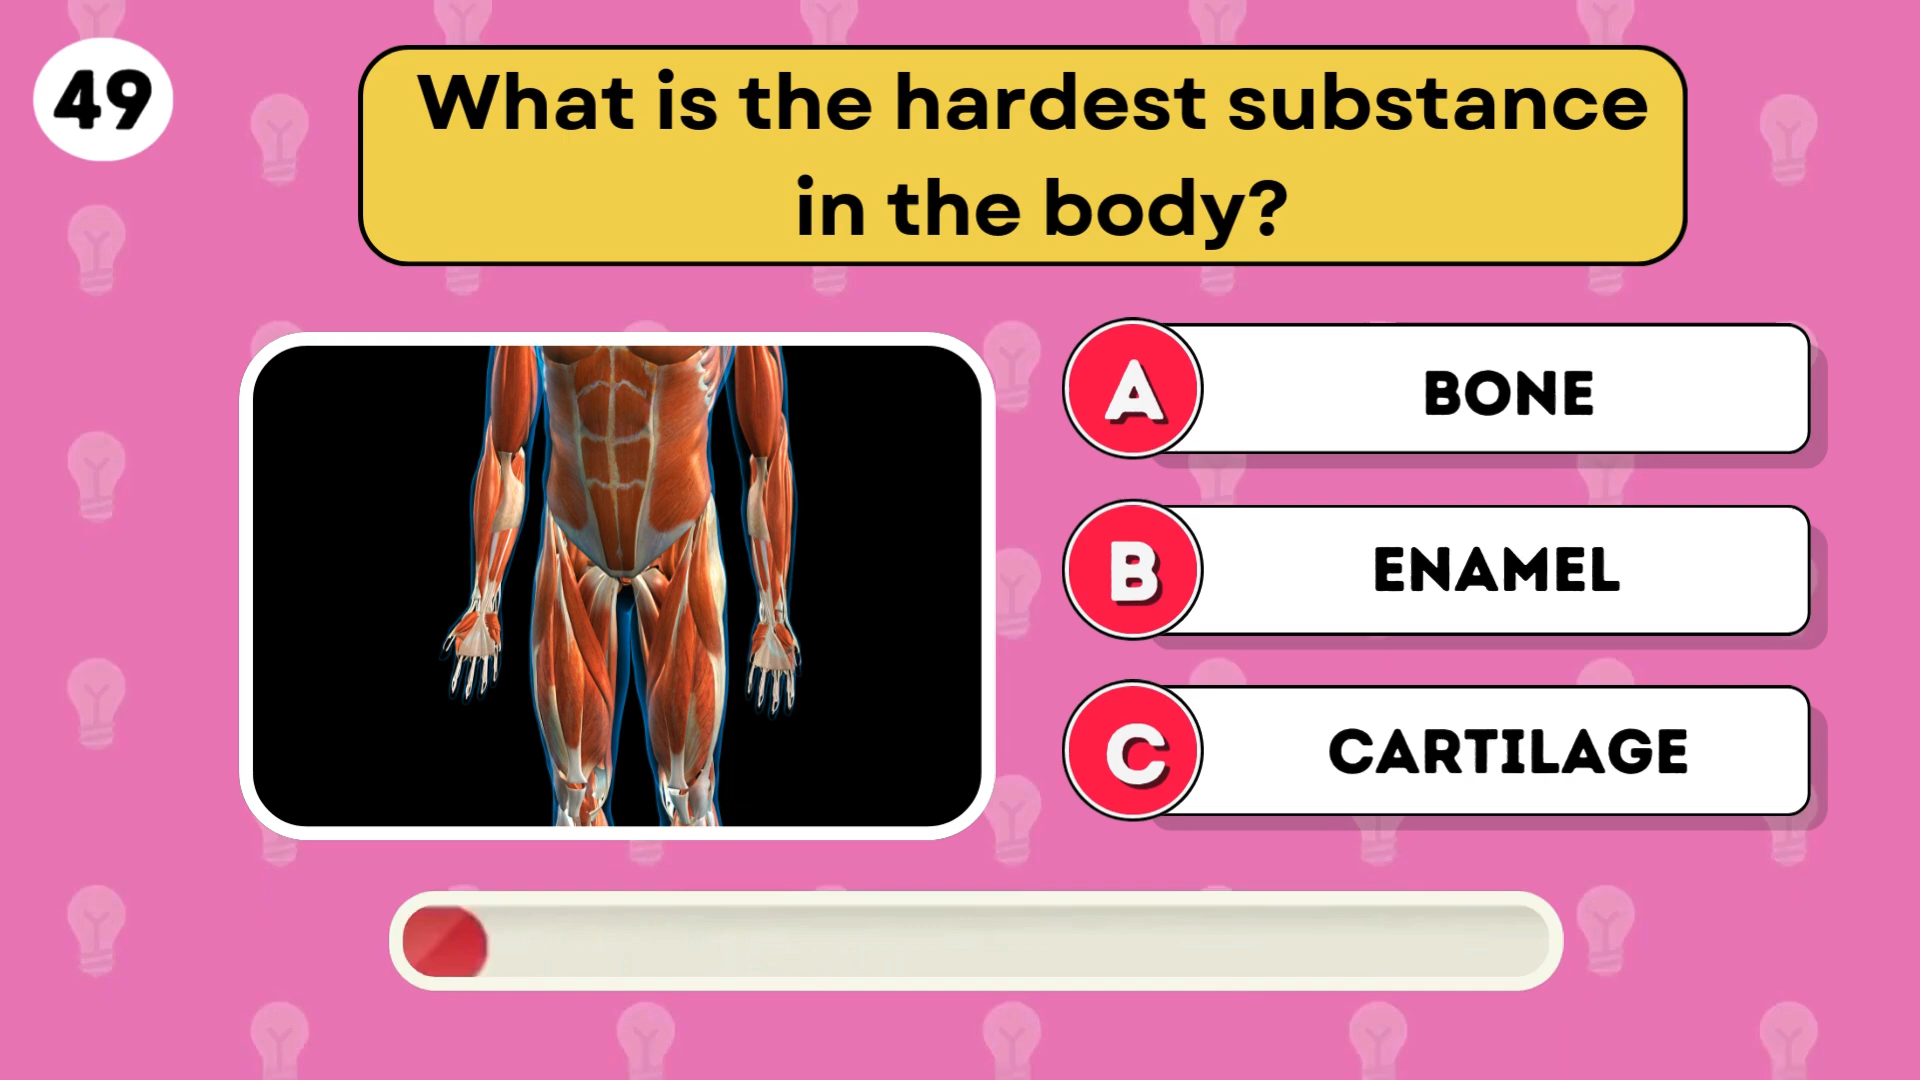 49
What is the hardest substance
in the body?
A
BONE
B
ENAMEL
C
CARTILAGE